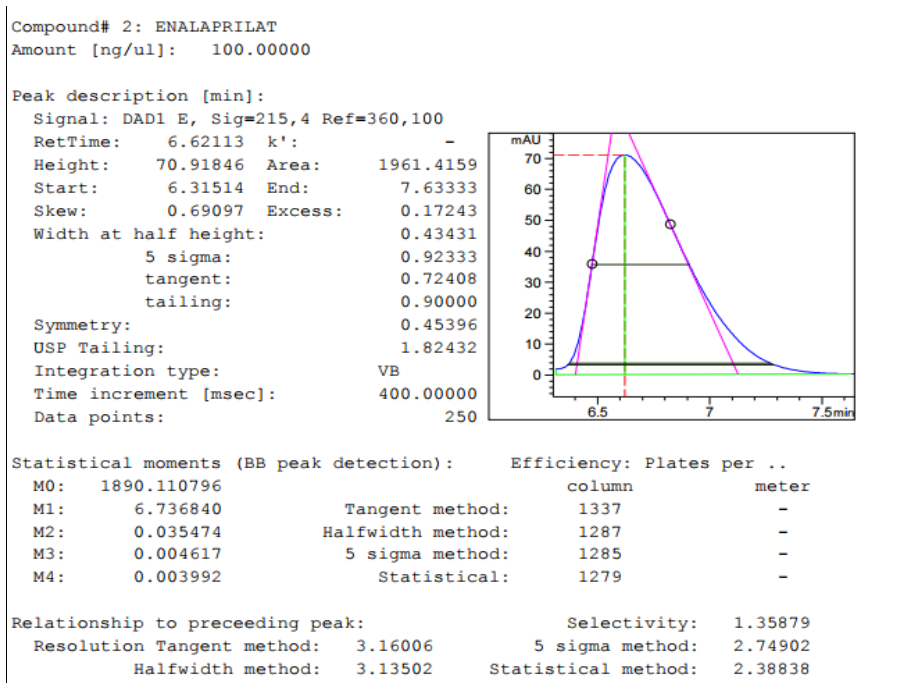 Compound# 2: ENALAPRILAT
Amount [ng/ul]: 100.00000
Peak description [min]:
Signal: DAD1 E, Sig=215,4 Ref=360,100
RetTime: 6.62113 k': -
Height: 70.91846 Area: 1961.4159
Start: 6.31514 End: 7.63333
Skew: 0.69097 Excess: 0.17243
Width at half height: 0.43431
5 sigma: 0.92333
tangent: 0.72408
tailing: 0.90000
Symmetry: 0.45396
USP Tailing: 1.82432
Integration type: VB
Time increment [msec]: 400.00000
Data points: 250
mAU
70
60
50
40
30
20
10
0
6.5 7 7.5min
Statistical moments (BB peak detection): Efficiency: Plates per ..
M0: 1890.110796 column meter
M1: 6.736840 Tangent method: 1337 -
M2: 0.035474 Halfwidth method: 1287 -
M3: 0.004617 5 sigma method: 1285 -
M4: 0.003992 Statistical: 1279 -
Relationship to preceeding peak: Selectivity: 1.35879
Resolution Tangent method: 3.16006 5 sigma method: 2.74902
Halfwidth method: 3.13502 Statistical method: 2.38838